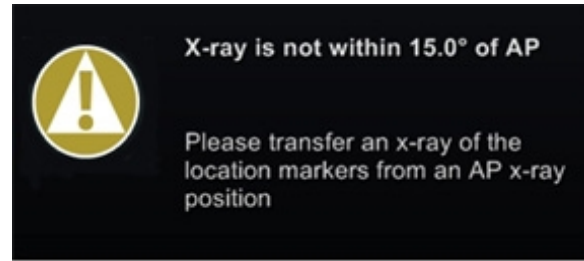 X-ray is not within 15.0° of AP
Please transfer an x-ray of the
location markers from an AP x-ray
position